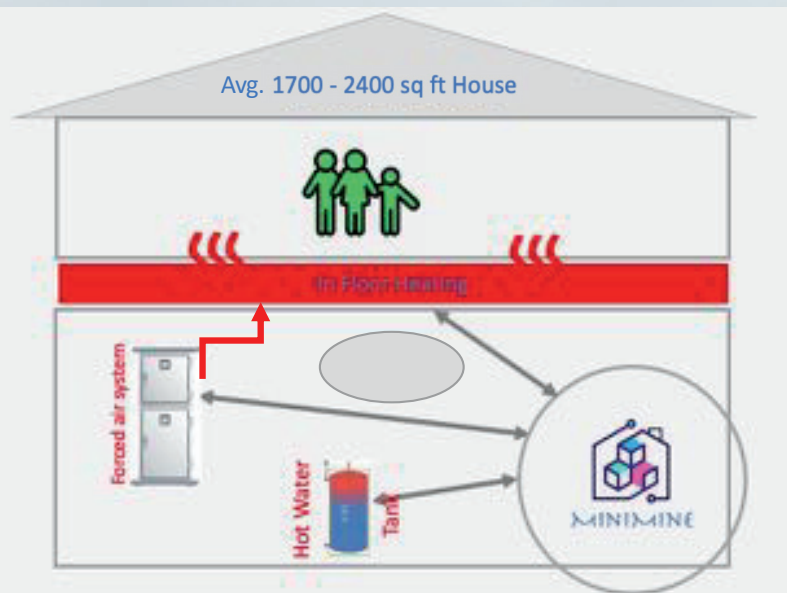 Avg. 1700 - 2400 sq ft House
In Floor Heating
Forced air system
Hot Water
Tank
MINIMINE